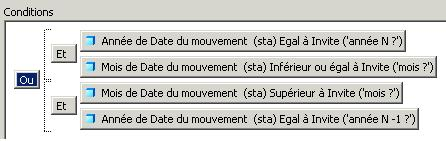 Conditions
Année de Date du mouvement (sta) Egal à Invite ('année N ?')
Et
Mois de Date du mouvement (sta) Inférieur ou égal à Invite ('mois ?')
Ou
Mois de Date du mouvement (sta) Supérieur à Invite ('mois ?')
Et
Année de Date du mouvement (sta) Egal à Invite ('année N -1 ?')